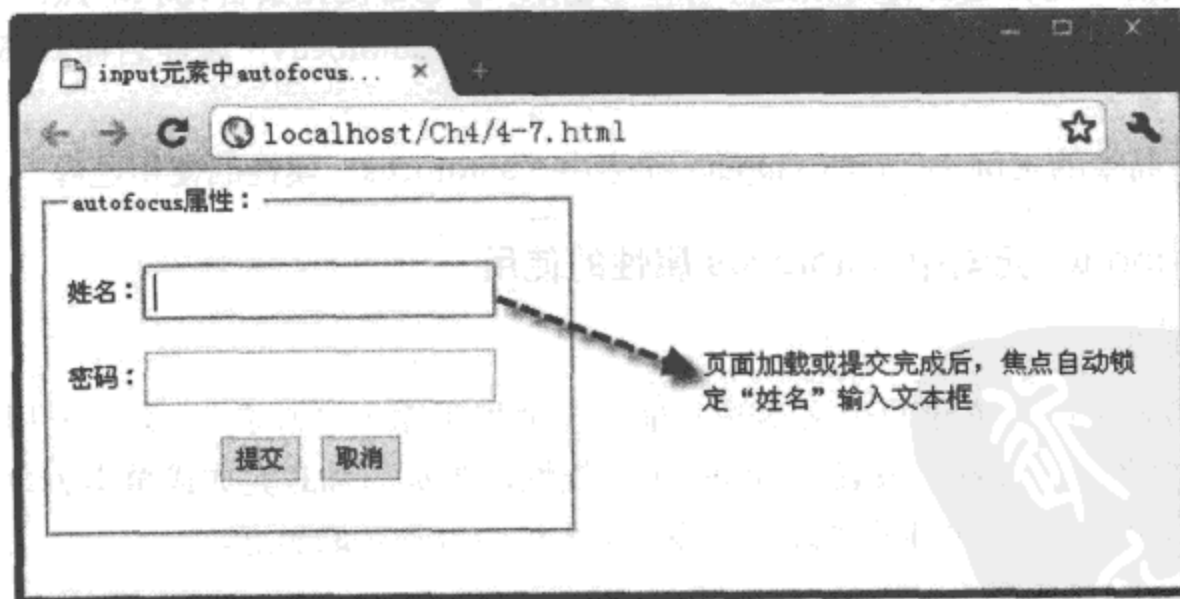 input元素中autofocus...
localhost/Ch4/4-7.html
autofocus属性：
姓名：
密码：
提交 取消
页面加载或提交完成后，焦点自动锁
定“姓名”输入文本框